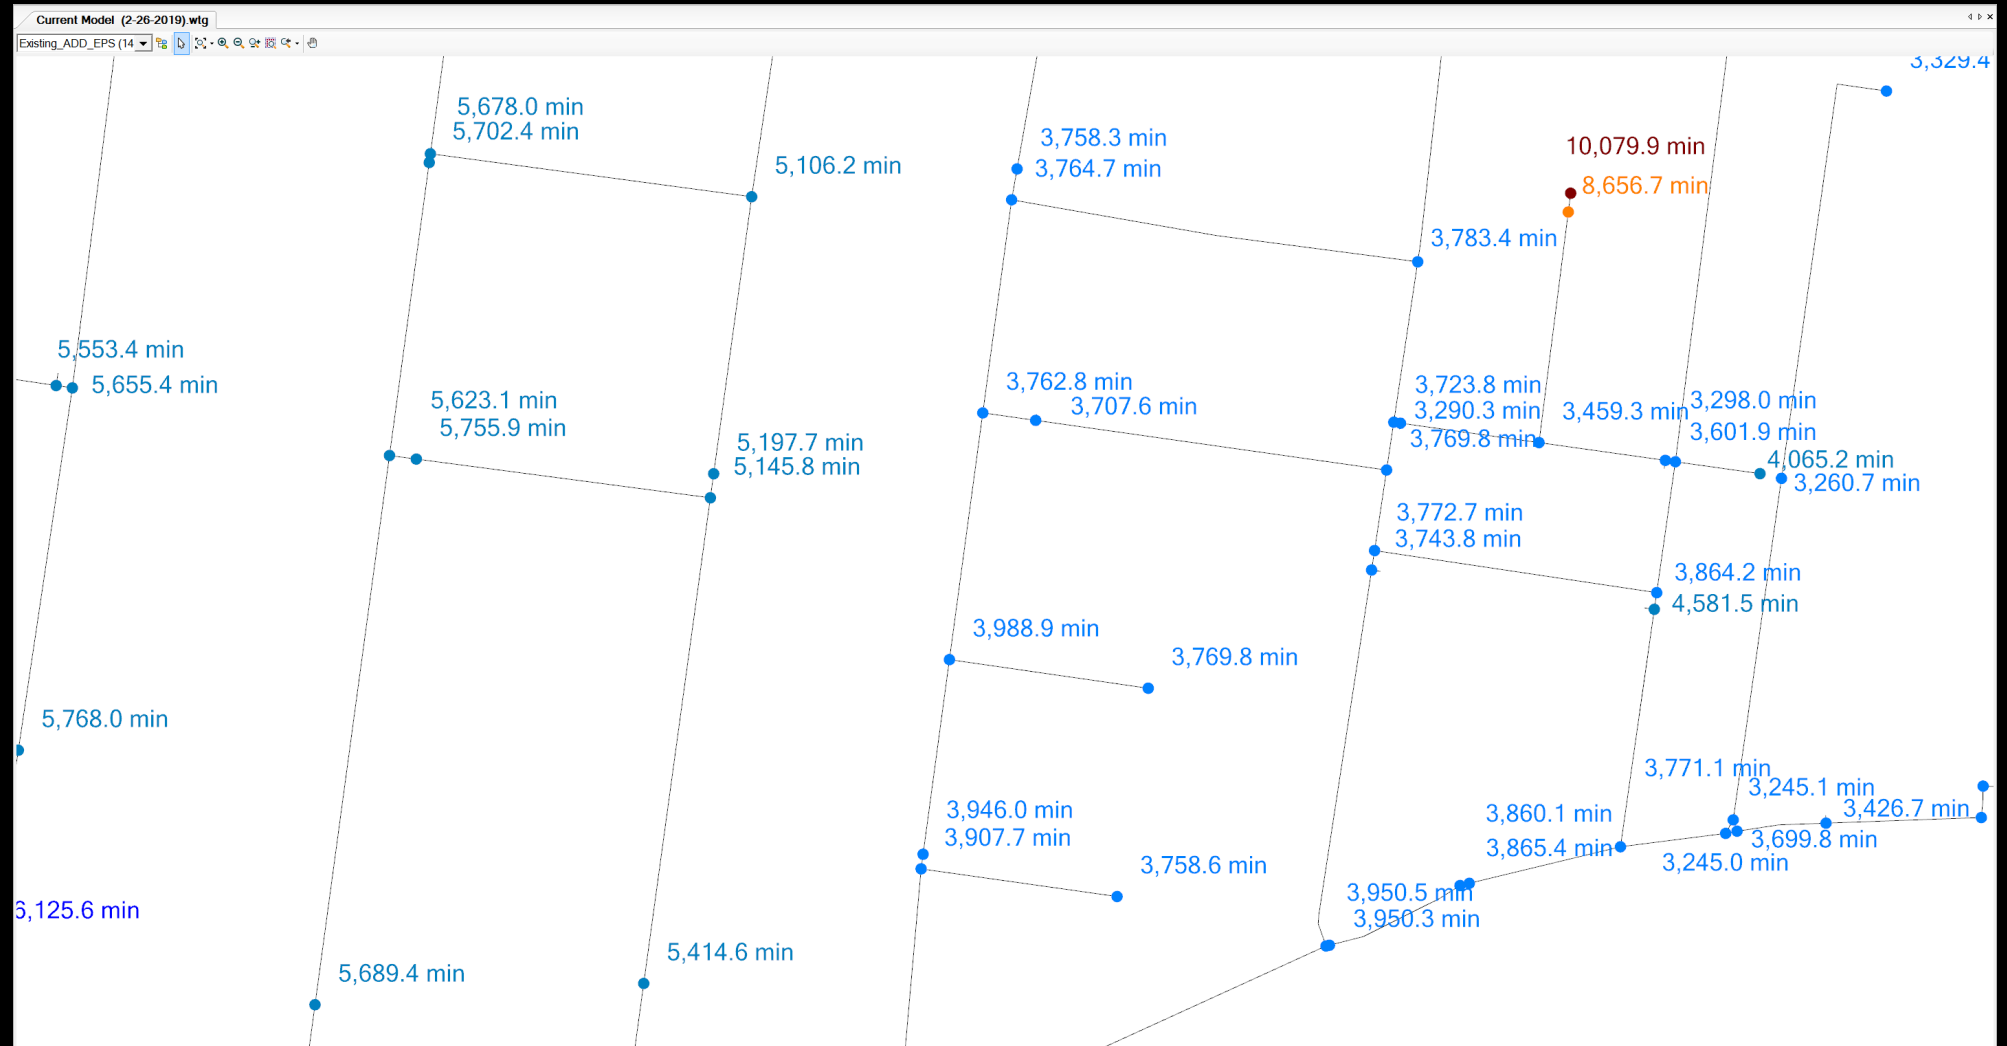 Current Model (2-26-2019).wtg
Existing_ADD_EPS (14
3,329.4
5,678.0 min
5,702.4 min
5,106.2 min
3,758.3 min
3,764.7 min
10,079.9 min
8,656.7 min
3,783.4 min
5,553.4 min
5,655.4 min
5,623.1 min
5,755.9 min
5,197.7 min
5,145.8 min
3,762.8 min
3,707.6 min
3,723.8 min
3,290.3 min
3,769.8 min
3,459.3 min
3,298.0 min
3,601.9 min
4,065.2 min
3,260.7 min
3,772.7 min
3,743.8 min
3,864.2 min
4,581.5 min
3,988.9 min
3,769.8 min
5,768.0 min
3,771.1 min
3,245.1 min
3,426.7 min
3,860.1 min
3,865.4 min
3,699.8 min
3,245.0 min
3,946.0 min
3,907.7 min
3,758.6 min
3,950.5 min
3,950.3 min
6,125.6 min
5,414.6 min
5,689.4 min